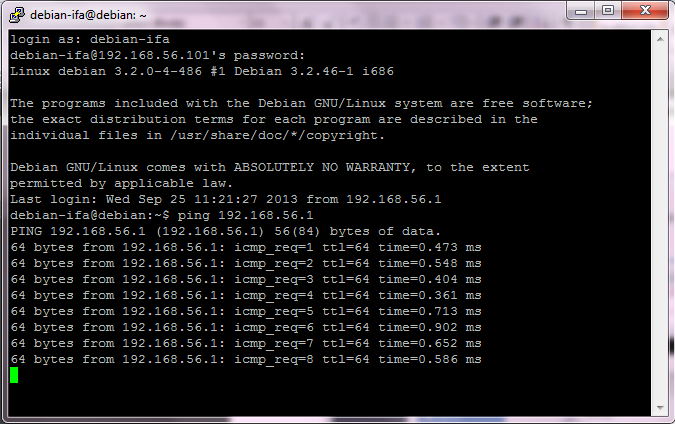 debian-ifa@debian: ~
login as: debian-ifa
debian-ifa@192.168.56.101's password:
Linux debian 3.2.0-4-486 #1 Debian 3.2.46-1 i686
The programs included with the Debian GNU/Linux system are free software;
the exact distribution terms for each program are described in the
individual files in /usr/share/doc/*/copyright.
Debian GNU/Linux comes with ABSOLUTELY NO WARRANTY, to the extent
permitted by applicable law.
Last login: Wed Sep 25 11:21:27 2013 from 192.168.56.1
debian-ifa@debian:~$ ping 192.168.56.1
PING 192.168.56.1 (192.168.56.1) 56(84) bytes of data.
64 bytes from 192.168.56.1: icmp_req=1 ttl=64 time=0.473 ms
64 bytes from 192.168.56.1: icmp_req=2 ttl=64 time=0.548 ms
64 bytes from 192.168.56.1: icmp_req=3 ttl=64 time=0.404 ms
64 bytes from 192.168.56.1: icmp_req=4 ttl=64 time=0.361 ms
64 bytes from 192.168.56.1: icmp_req=5 ttl=64 time=0.713 ms
64 bytes from 192.168.56.1: icmp_req=6 ttl=64 time=0.902 ms
64 bytes from 192.168.56.1: icmp_req=7 ttl=64 time=0.652 ms
64 bytes from 192.168.56.1: icmp_req=8 ttl=64 time=0.586 ms